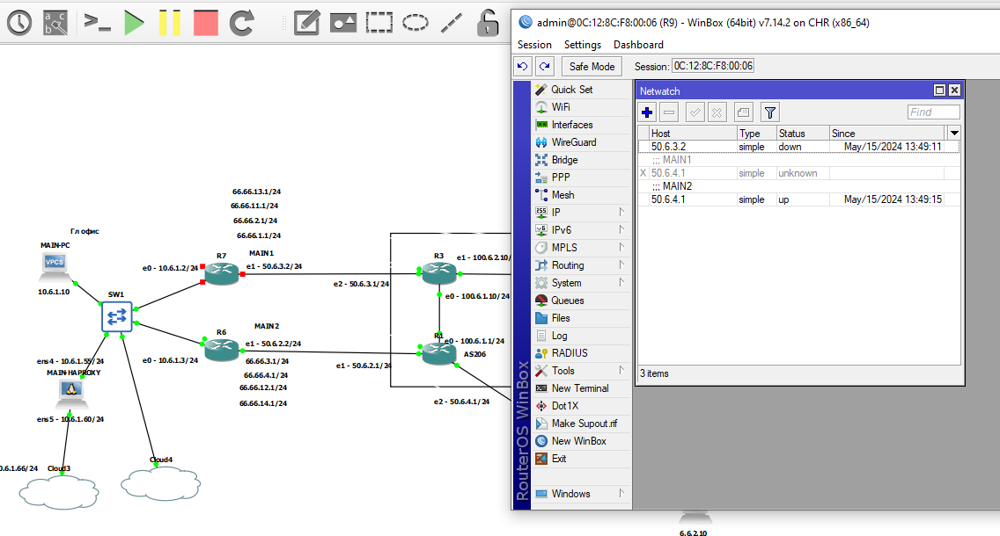 admin@0C:12:8C:F8:00:06 (R9) - WinBox (64bit) v7.14.2 on CHR (x86_64)
Session Settings Dashboard
Safe Mode Session: 0C:12:8C:F8:00:06
Quick Set
WiFi
Interfaces
WireGuard
Bridge
PPP
Mesh
255 IP
v6 IPv6
MPLS
Routing
System
Queues
Files
Log
RADIUS
Tools
New Terminal
Dot1X
Make Supout.rif
New WinBox
Exit
Windows
RouterOS WinBox
Netwatch
Find
Host Type Status Since
50.6.3.2 simple down May/15/2024 13:49:11
;;; MAIN1
X 50.6.4.1 simple unknown
;;; MAIN2
50.6.4.1 simple up May/15/2024 13:49:15
3 items
66.66.13.1/24
66.66.11.1/24
66.66.2.1/24
66.66.1.1/24
Гл офис
MAIN-PC
VPCS
10.6.1.10
SW1
R7
MAIN1
e0 - 10.6.1.2/24
e1 - 50.6.3.2/24
e2 - 50.6.3.1/24
R3
e1 - 100.6.2.10/
e0 - 100.6.1.10/24
R6
MAIN2
e1 - 50.6.2.2/24
e0 - 10.6.1.3/24
66.66.3.1/24
66.66.4.1/24
66.66.12.1/24
66.66.14.1/24
R1
e0 - 100.6.1.1/24
AS206
e1 - 50.6.2.1/24
e2 - 50.6.4.1/24
ens4 - 10.6.1.55/24
MAIN-HAPROXY
ens5 - 10.6.1.60/24
0.6.1.66/24
Cloud3
Cloud4
6.6.2.10